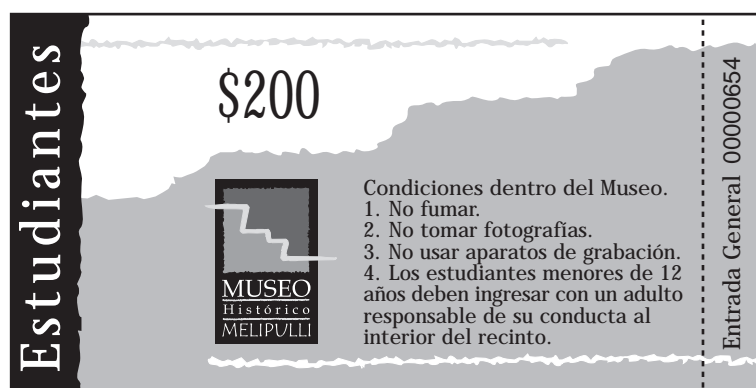 Estudiantes
$200
MUSEO
Histórico
MELIPULLI
Condiciones dentro del Museo.
1. No fumar.
2. No tomar fotografías.
3. No usar aparatos de grabación.
4. Los estudiantes menores de 12
años deben ingresar con un adulto
responsable de su conducta al
interior del recinto.
Entrada General 00000654